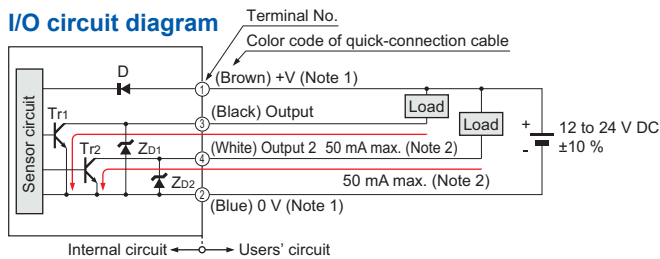 I/O circuit diagram
Terminal No.
Color code of quick-connection cable
D
1
(Brown) +V (Note 1)
Sensor circuit
Tr1
3
(Black) Output
Load
Load
+
-
12 to 24 V DC
±10 %
ZD1
Tr2
4
(White) Output 2 50 mA max. (Note 2)
ZD2
50 mA max. (Note 2)
2
(Blue) 0 V (Note 1)
Internal circuit
Users' circuit